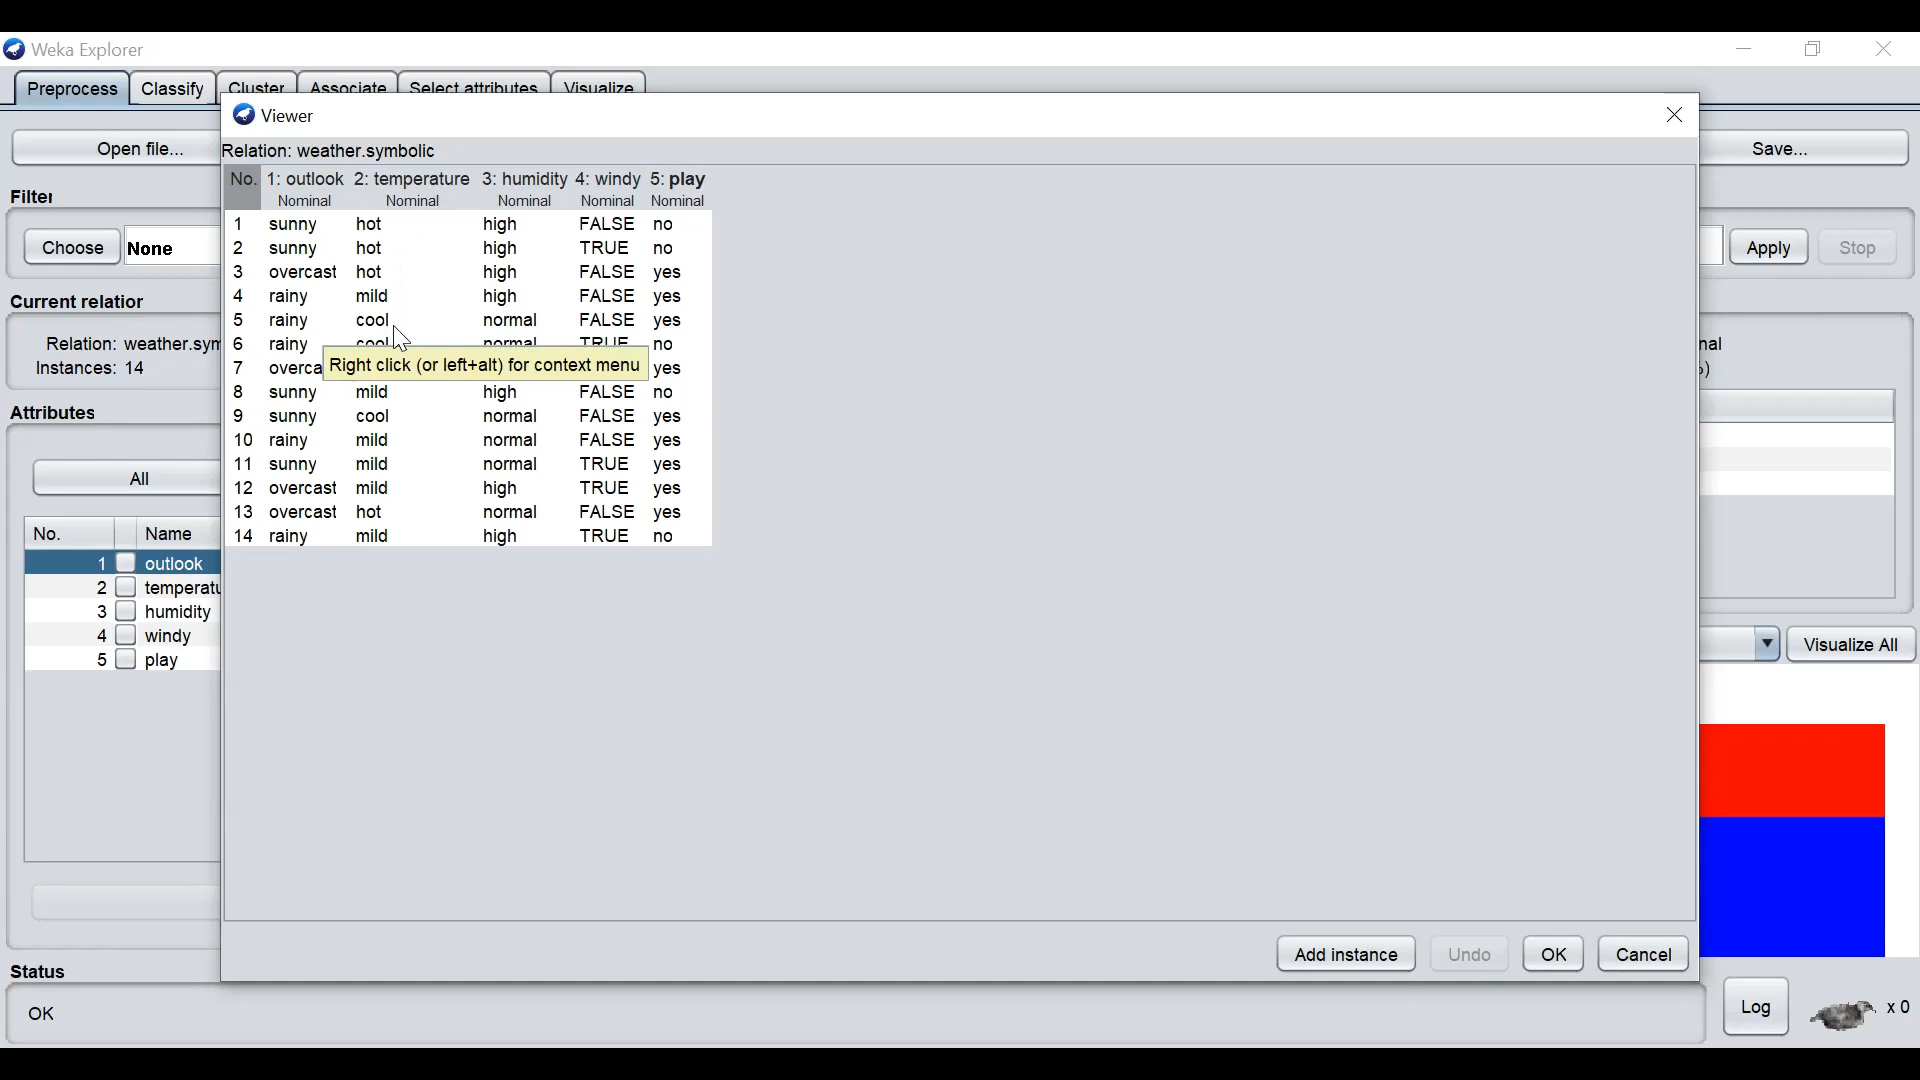 Weka Explorer
Preprocess Classify Cluster Associate Select attributes Visualize
Viewer
Open file... Save...
Relation: weather.symbolic
No. 1: outlook 2: temperature 3: humidity 4: windy 5: play
Nominal Nominal Nominal Nominal Nominal
Filter
1 sunny hot high FALSE no
Choose None 2 sunny hot high TRUE no Apply Stop
3 overcast hot high FALSE yes
Current relation 4 rainy mild high FALSE yes
5 rainy cool normal FALSE yes
Relation: weather.sym 6 rainy cool normal TRUE no nal
Instances: 14 7 overca Right click (or left+alt) for context menu yes )
8 sunny mild high FALSE no
Attributes 9 sunny cool normal FALSE yes
10 rainy mild normal FALSE yes
11 sunny mild normal TRUE yes
All 12 overcast mild high TRUE yes
13 overcast hot normal FALSE yes
No. Name 14 rainy mild high TRUE no
1 outlook
2 temperatu
3 humidity
4 windy Visualize All
5 play
Add instance Undo OK Cancel
Status
OK Log x 0